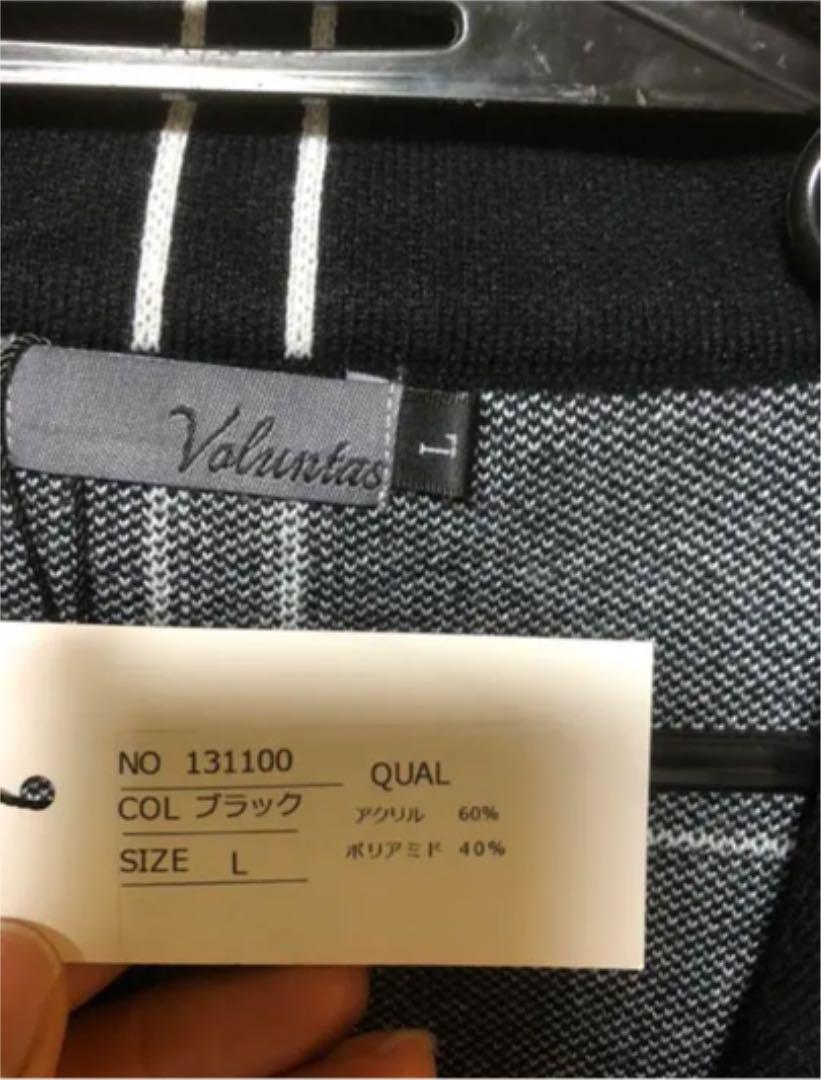 Voluntas
L
NO 131100
COL ブラック
SIZE L
QUAL
アクリル 60%
ポリアミド 40%